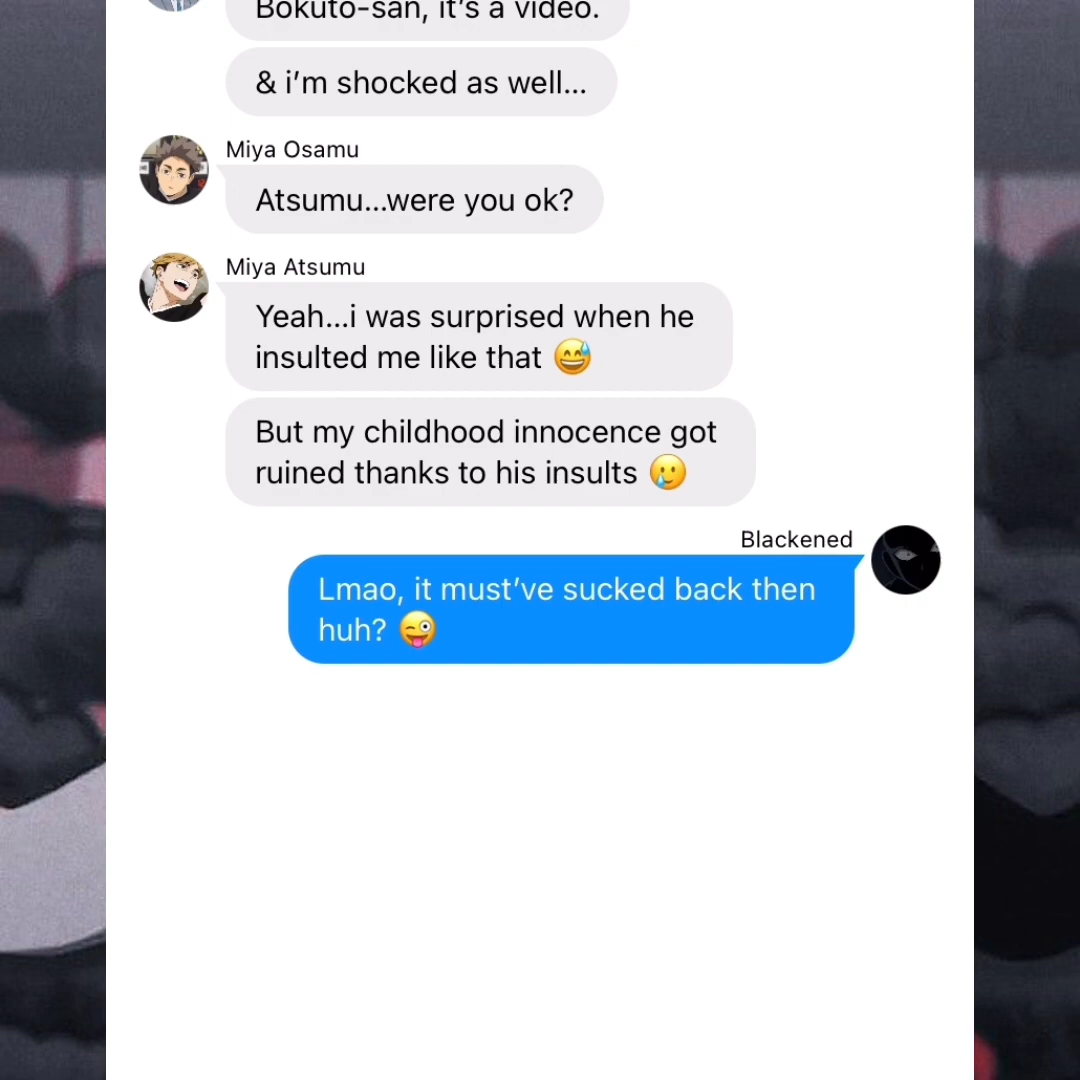 Bokuto-san, it's a video.
& i'm shocked as well...
Miya Osamu
Atsumu...were you ok?
Miya Atsumu
Yeah...i was surprised when he
insulted me like that 😅
But my childhood innocence got
ruined thanks to his insults 🥲
Blackened
Lmao, it must've sucked back then
huh? 😜